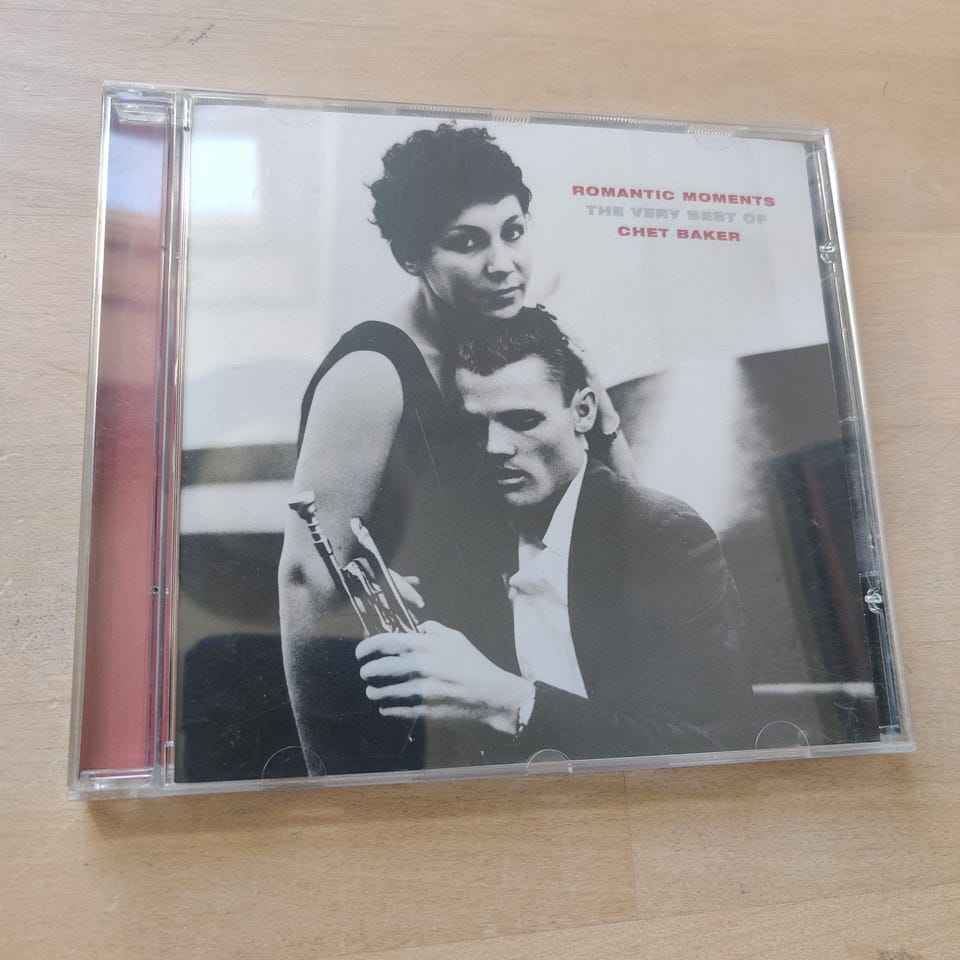 ROMANTIC MOMENTS
THE VERY BEST OF
CHET BAKER